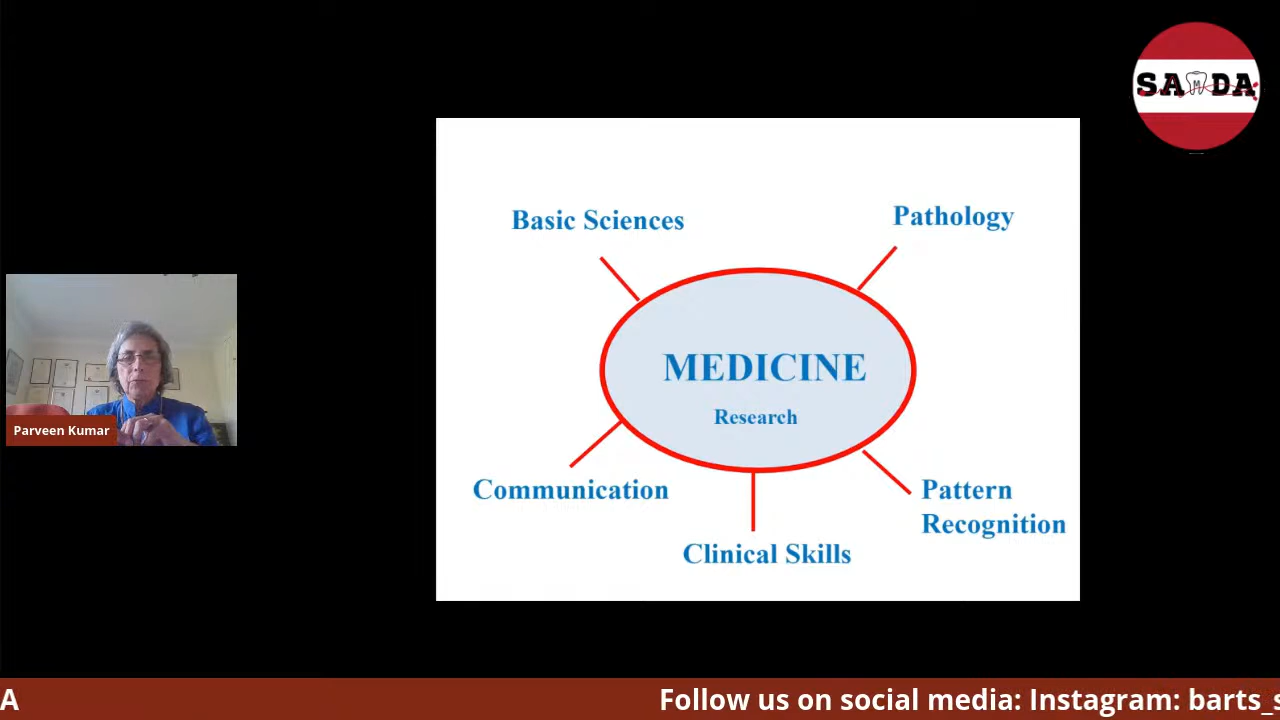 SAMDA
Basic Sciences
Pathology
MEDICINE
Research
Parveen Kumar
Communication
Pattern
Recognition
Clinical Skills
A
Follow us on social media: Instagram: barts_s